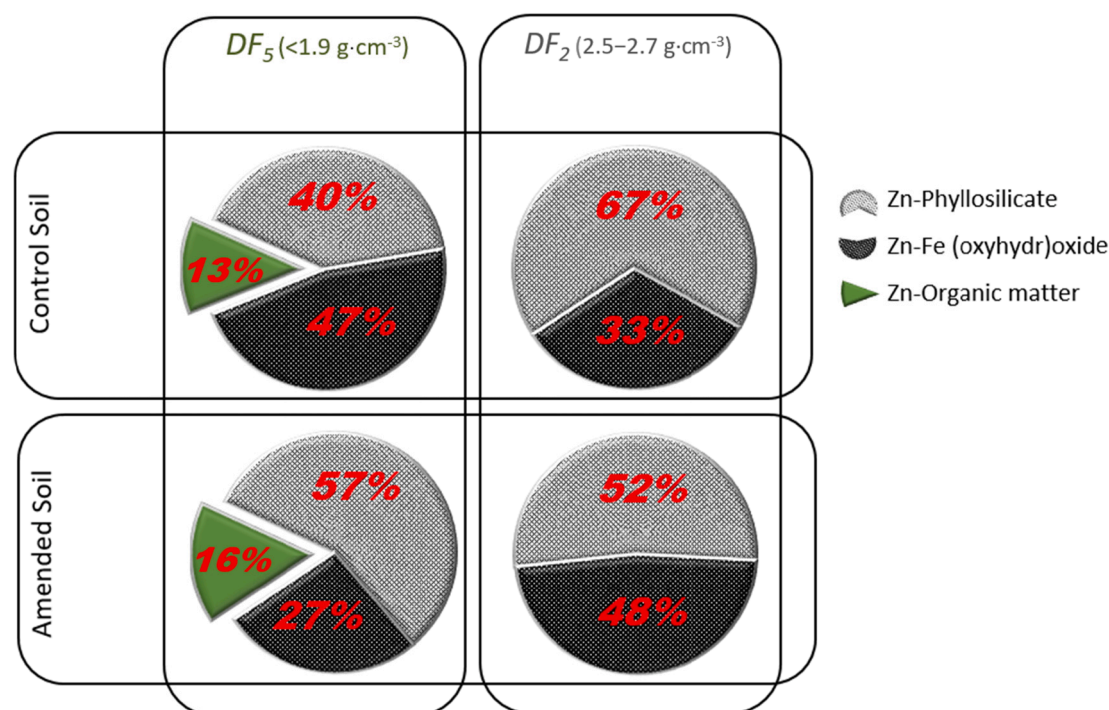 DF5 (<1.9 g·cm-3)
DF2 (2.5–2.7 g·cm-3)
Control Soil
40%
13%
47%
67%
33%
Zn-Phyllosilicate
Zn-Fe (oxyhydr)oxide
Zn-Organic matter
Amended Soil
57%
16%
27%
52%
48%